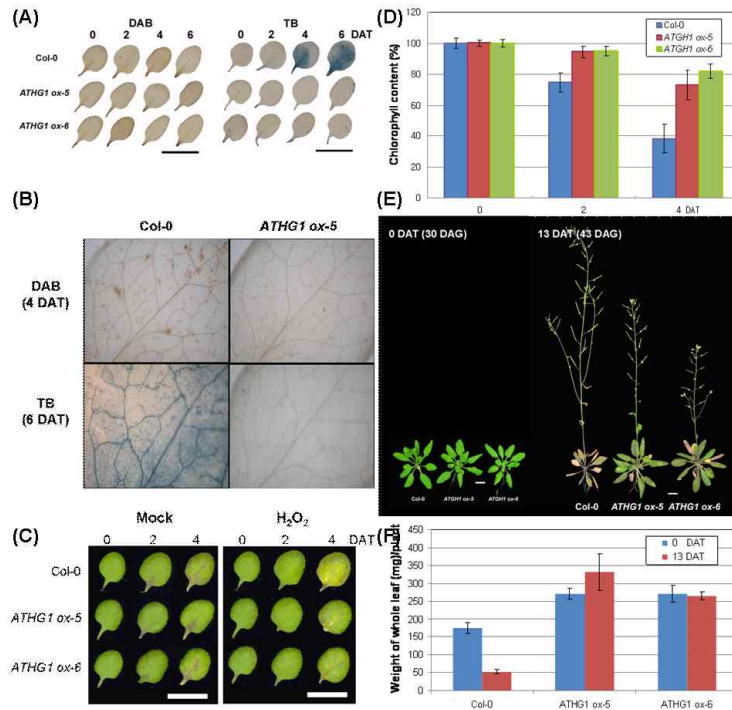 (A)
DAB
TB
0 2 4 6
0 2 4 6 DAT
Col-0
ATHG1 ox-5
ATHG1 ox-6
(B)
Col-0
ATHG1 ox-5
DAB
(4 DAT)
TB
(6 DAT)
(C)
Mock
H₂O₂
0 2 4
0 2 4 DAT
Col-0
ATHG1 ox-5
ATHG1 ox-6
(D)
Col-0
ATGH1 ox-5
ATGH1 ox-6
Chlorophyll content (%)
120
100
80
60
40
20
0
0 2 4 DAT
(E)
0 DAT (30 DAG)
13 DAT (43 DAG)
Col-0 ATGH1 ox-5 ATGH1 ox-6
Col-0 ATHG1 ox-5 ATHG1 ox-6
(F)
0 DAT
13 DAT
Weight of whole leaf (mg)/plant
450
400
350
300
250
200
150
100
50
0
Col-0 ATHG1 ox-5 ATHG1 ox-6